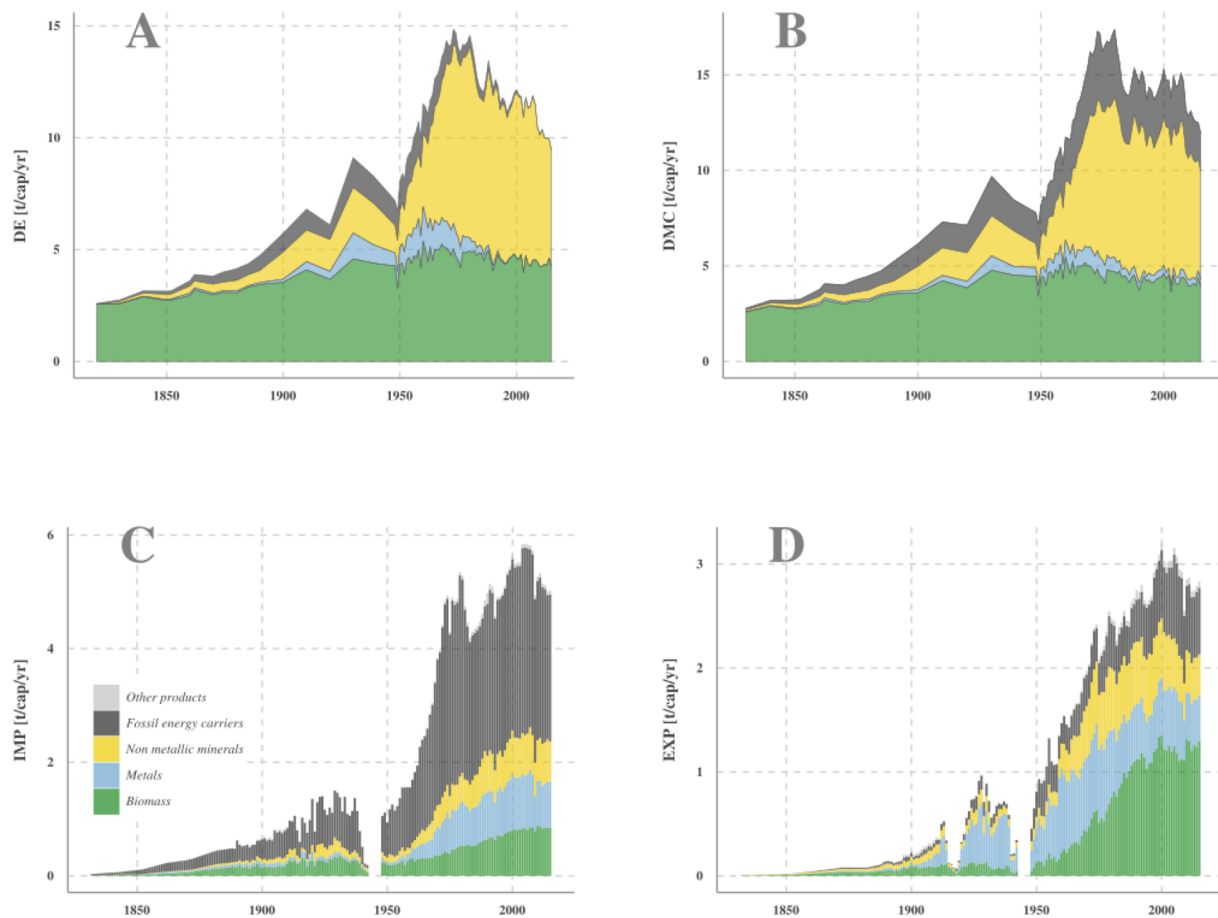 A
B
15
10
5
0
DE [t/cap/yr]
1850
1900
1950
2000
15
10
5
0
DMC [t/cap/yr]
1850
1900
1950
2000
C
D
6
4
2
0
IMP [t/cap/yr]
Other products
Fossil energy carriers
Non metallic minerals
Metals
Biomass
1850
1900
1950
2000
3
2
1
0
EXP [t/cap/yr]
1850
1900
1950
2000